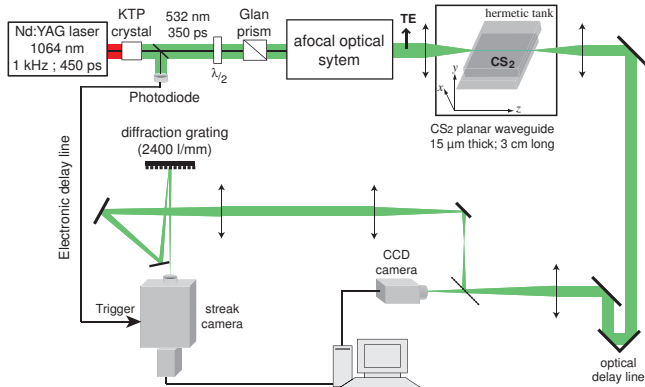 Nd:YAG laser
1064 nm
1 kHz ; 450 ps
KTP
crystal
532 nm
350 ps
Glan
prism
λ/2
Photodiode
afocal optical
sytem
TE
hermetic tank
CS2
y
x
z
CS2 planar waveguide
15 µm thick; 3 cm long
Electronic delay line
diffraction grating
(2400 l/mm)
CCD
camera
Trigger
streak
camera
optical
delay line